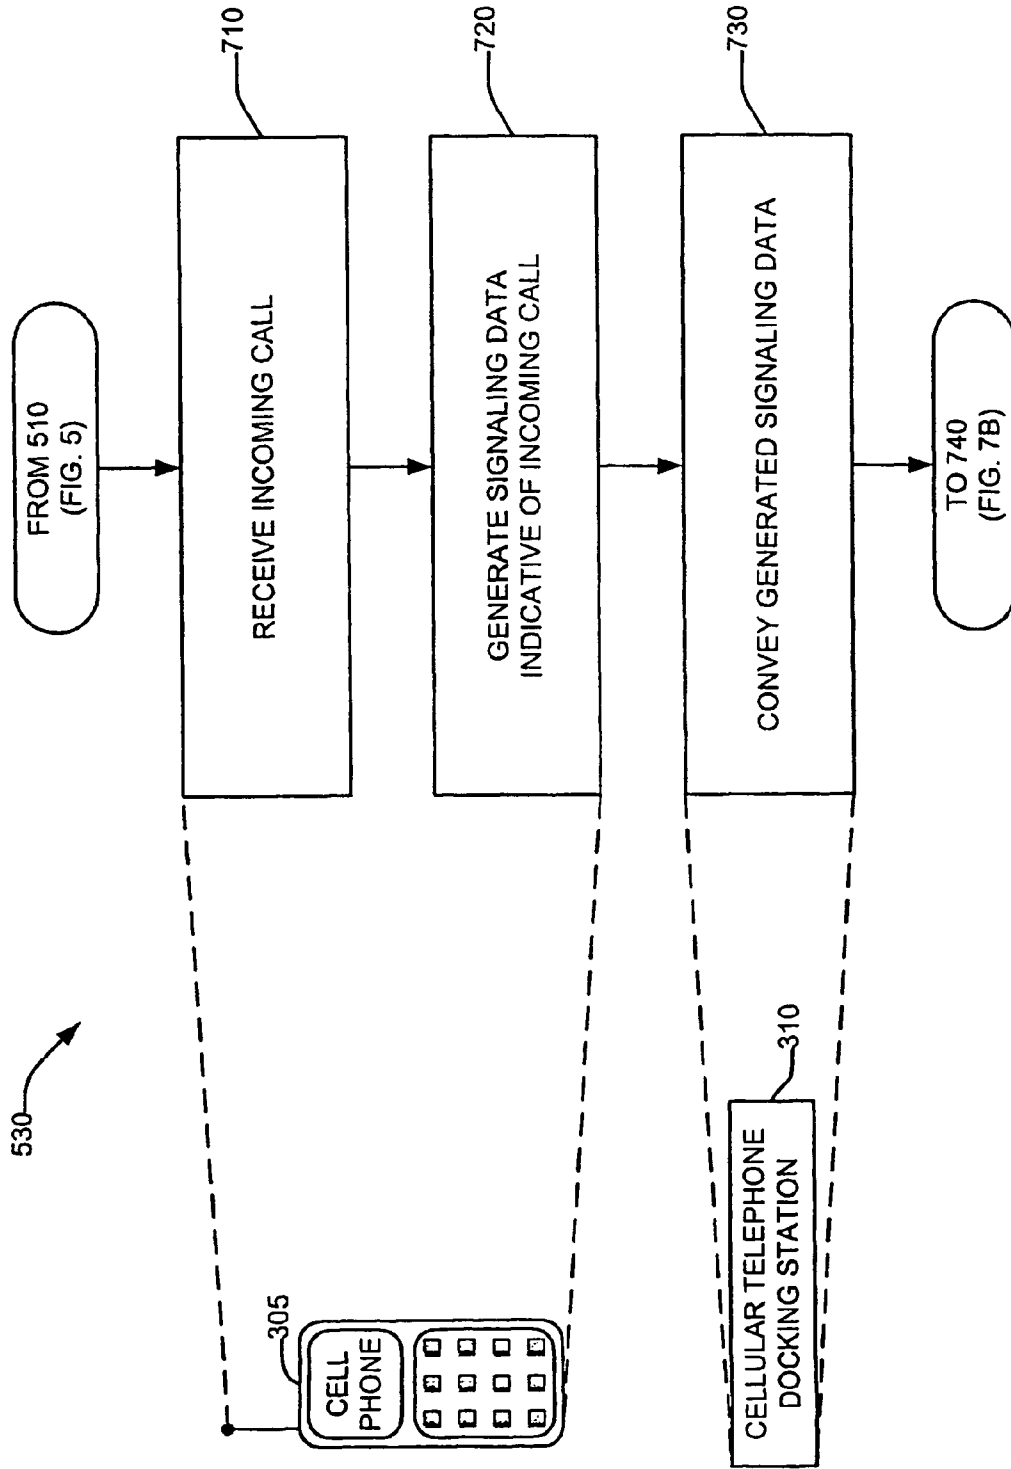 530
FROM 510
(FIG. 5)
710
RECEIVE INCOMING CALL
305
CELL
PHONE
720
GENERATE SIGNALING DATA
INDICATIVE OF INCOMING CALL
730
CONVEY GENERATED SIGNALING DATA
310
CELLULAR TELEPHONE
DOCKING STATION
TO 740
(FIG. 7B)